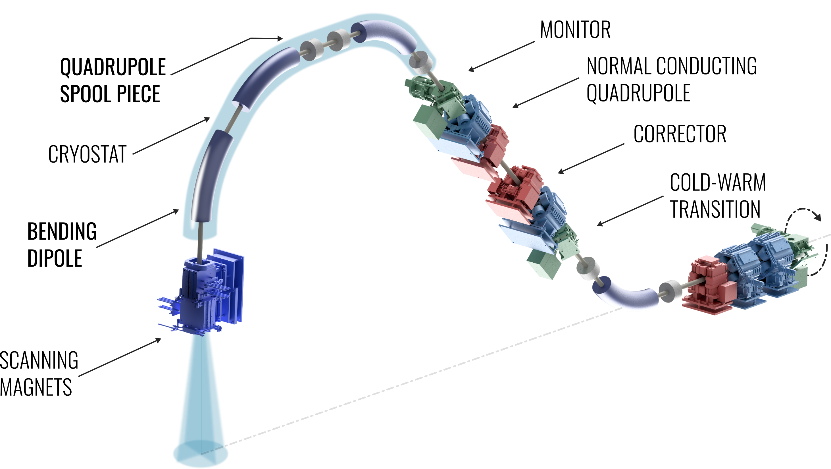 MONITOR
NORMAL CONDUCTING
QUADRUPOLE
QUADRUPOLE
SPOOL PIECE
CORRECTOR
CRYOSTAT
COLD-WARM
TRANSITION
BENDING
DIPOLE
SCANNING
MAGNETS